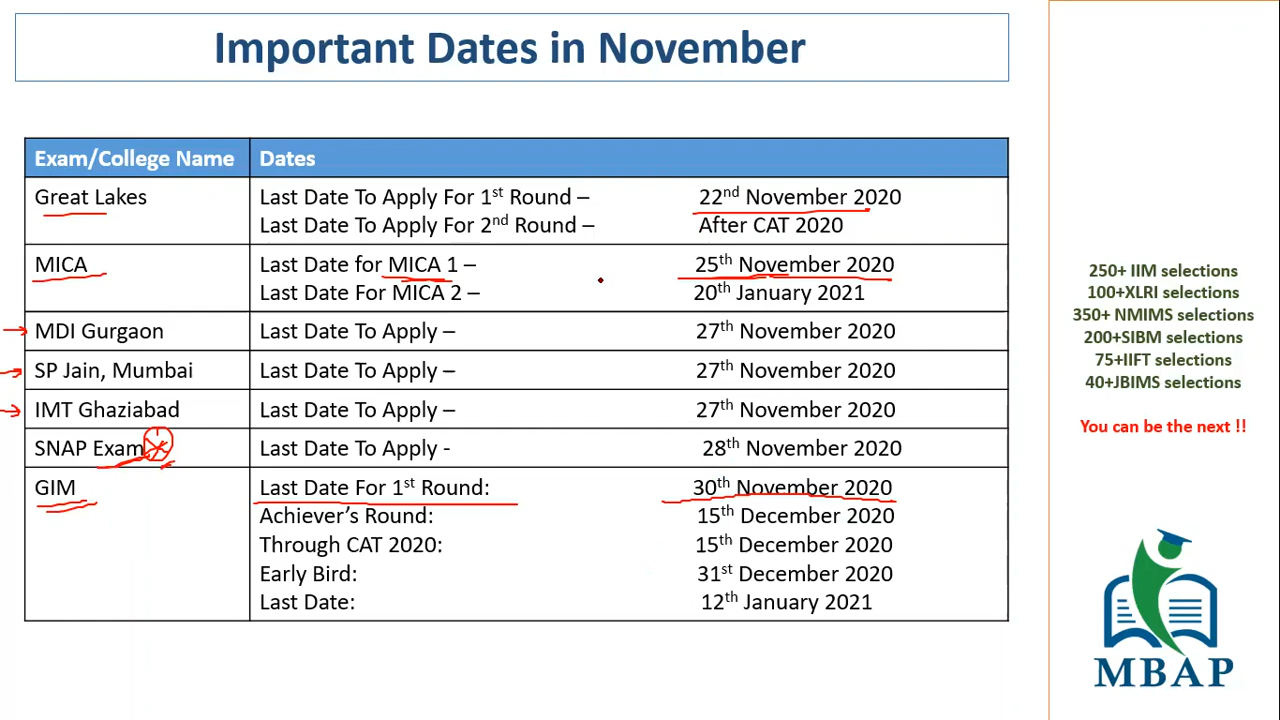 Important Dates in November
Exam/College Name Dates
Great Lakes Last Date To Apply For 1st Round – 22nd November 2020
Last Date To Apply For 2nd Round – After CAT 2020
MICA Last Date for MICA 1 – 25th November 2020
Last Date For MICA 2 – 20th January 2021
MDI Gurgaon Last Date To Apply – 27th November 2020
SP Jain, Mumbai Last Date To Apply – 27th November 2020
IMT Ghaziabad Last Date To Apply – 27th November 2020
SNAP Exam Last Date To Apply - 28th November 2020
GIM Last Date For 1st Round: 30th November 2020
Achiever’s Round: 15th December 2020
Through CAT 2020: 15th December 2020
Early Bird: 31st December 2020
Last Date: 12th January 2021
250+ IIM selections
100+XLRI selections
350+ NMIMS selections
200+SIBM selections
75+IIFT selections
40+JBIMS selections
You can be the next !!
MBAP